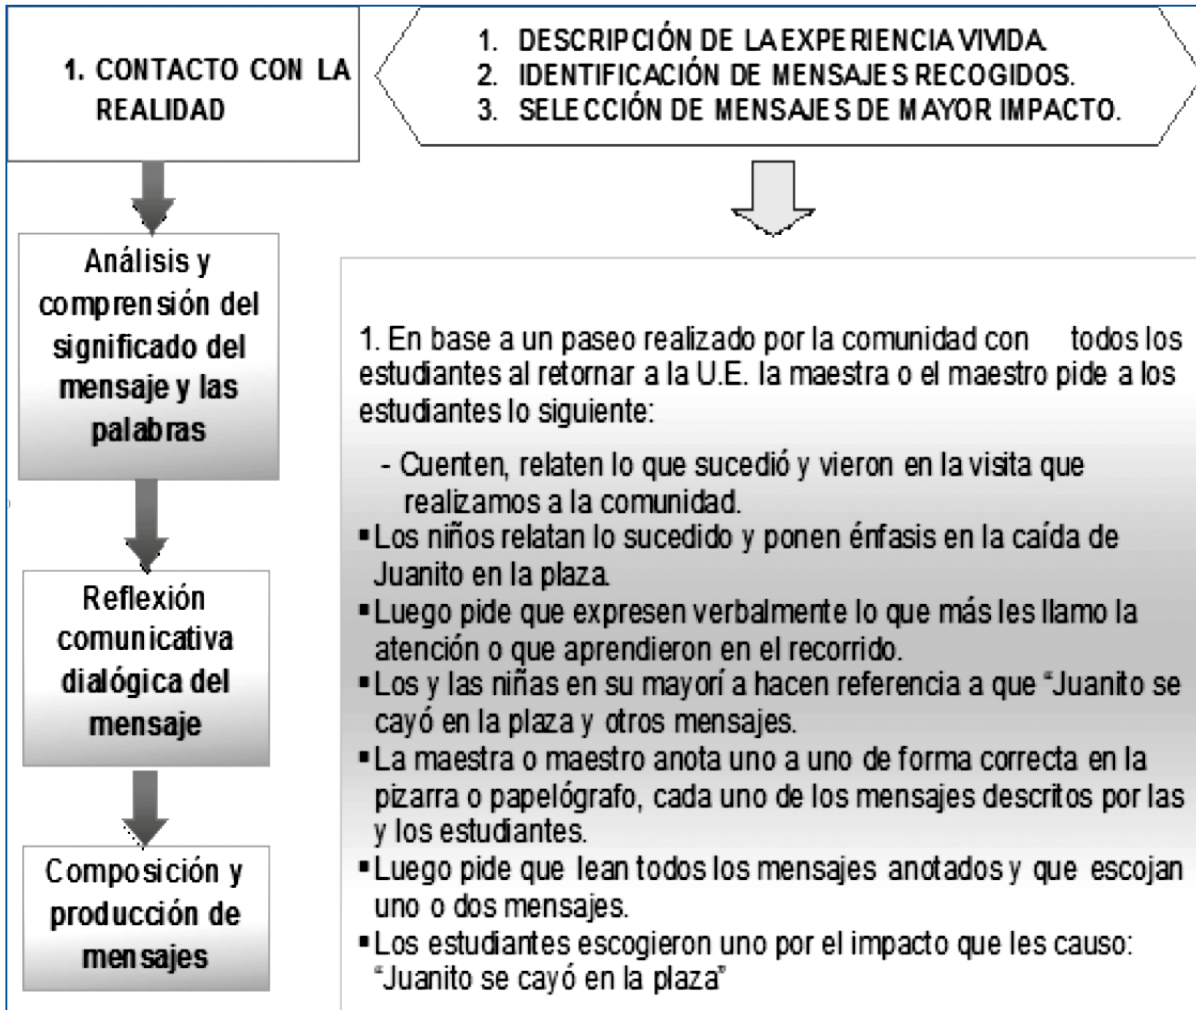 1. CONTACTO CON LA
REALIDAD
1. DESCRIPCIÓN DE LA EXPERIENCIA VIVIDA.
2. IDENTIFICACIÓN DE MENSAJES RECOGIDOS.
3. SELECCIÓN DE MENSAJES DE MAYOR IMPACTO.
Análisis y
comprensión del
significado del
mensaje y las
palabras
Reflexión
comunicativa
dialógica del
mensaje
Composición y
producción de
mensajes
1. En base a un paseo realizado por la comunidad con todos los
estudiantes al retornar a la U.E. la maestra o el maestro pide a los
estudiantes lo siguiente:
- Cuenten, relaten lo que sucedió y vieron en la visita que
realizamos a la comunidad.
▪ Los niños relatan lo sucedido y ponen énfasis en la caída de
Juanito en la plaza.
▪ Luego pide que expresen verbalmente lo que más les llamo la
atención o que aprendieron en el recorrido.
▪ Los y las niñas en su mayorí a hacen referencia a que “Juanito se
cayó en la plaza y otros mensajes.
▪ La maestra o maestro anota uno a uno de forma correcta en la
pizarra o papelógrafo, cada uno de los mensajes descritos por las
y los estudiantes.
▪ Luego pide que lean todos los mensajes anotados y que escojan
uno o dos mensajes.
▪ Los estudiantes escogieron uno por el impacto que les causo:
“Juanito se cayó en la plaza”